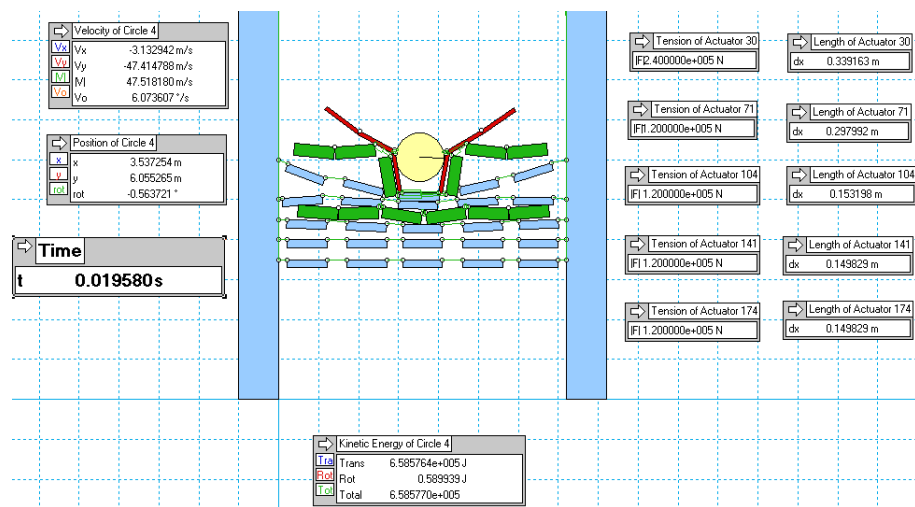 Velocity of Circle 4
Vx Vx -3.132942 m/s
Vy Vy -47.414788 m/s
|V| |V| 47.518180 m/s
Vo Vo 6.073607 °/s
Position of Circle 4
x x 3.537254 m
y y 6.055265 m
rot rot -0.563721 °
Time
t 0.019580 s
Tension of Actuator 30
|F| 2.400000e+005 N
Length of Actuator 30
dx 0.339163 m
Tension of Actuator 71
|F| 1.200000e+005 N
Length of Actuator 71
dx 0.297992 m
Tension of Actuator 104
|F| 1.200000e+005 N
Length of Actuator 104
dx 0.153198 m
Tension of Actuator 141
|F| 1.200000e+005 N
Length of Actuator 141
dx 0.149829 m
Tension of Actuator 174
|F| 1.200000e+005 N
Length of Actuator 174
dx 0.149829 m
Kinetic Energy of Circle 4
Tra Trans 6.585764e+005 J
Rot Rot 0.589939 J
Tot Total 6.585770e+005